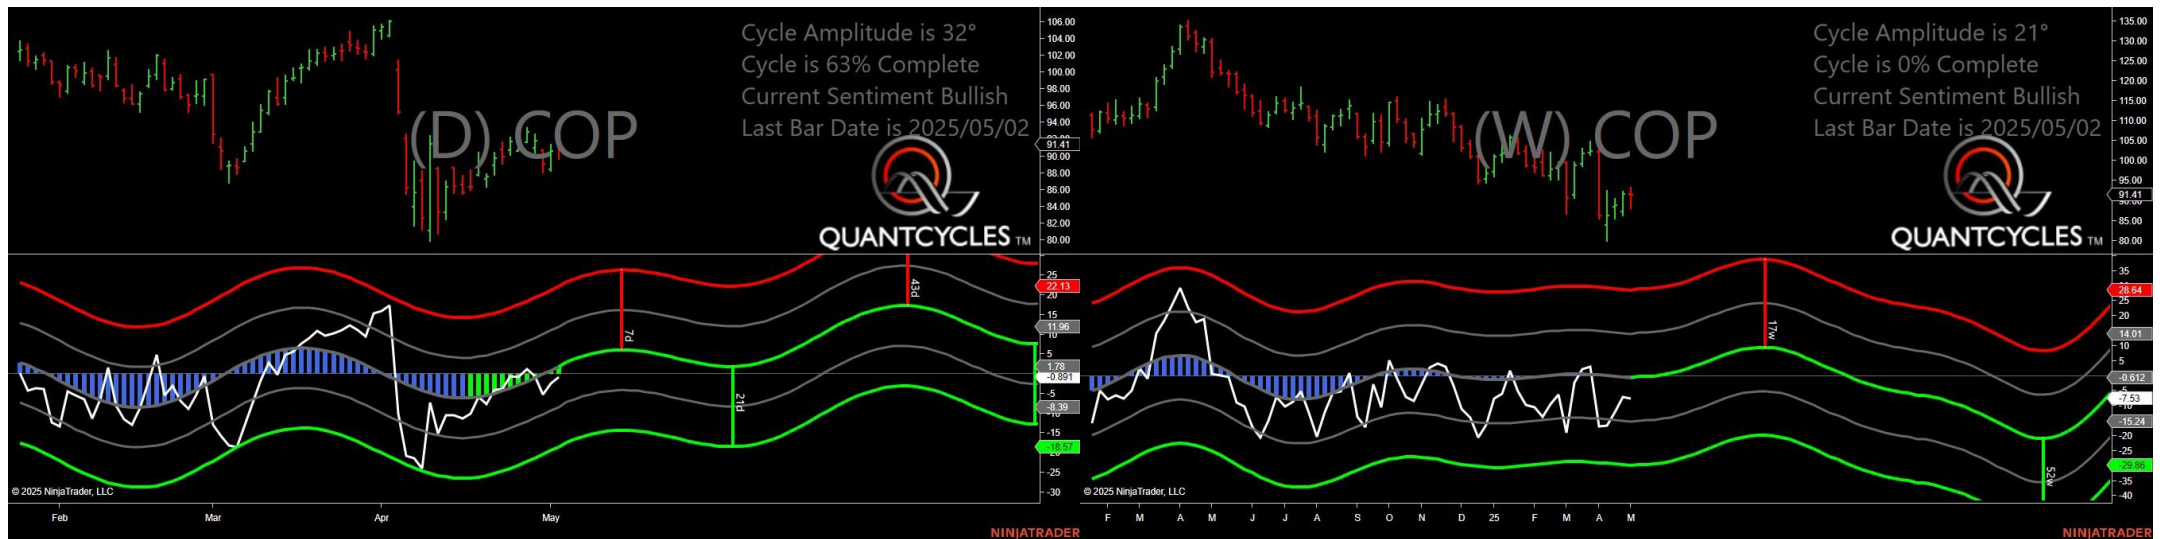 (D) COP
Cycle Amplitude is 32°
Cycle is 63% Complete
Current Sentiment Bullish
Last Bar Date is 2025/05/02
QUANTCYCLES TM
106.00
104.00
102.00
100.00
98.00
96.00
94.00
91.41
90.00
88.00
86.00
84.00
82.00
80.00
7d
21d
43d
25
22.13
20
15
11.96
10
5
1.78
-0.891
-5
-8.39
-15
-18.57
-25
-30
© 2025 NinjaTrader, LLC
Feb Mar Apr May
NINJATRADER
(W) COP
Cycle Amplitude is 21°
Cycle is 0% Complete
Current Sentiment Bullish
Last Bar Date is 2025/05/02
QUANTCYCLES TM
135.00
130.00
125.00
120.00
115.00
110.00
105.00
100.00
95.00
91.41
85.00
80.00
17w
52w
35
28.64
25
20
14.01
10
5
-0.612
-7.53
-15.24
-20
-25
-29.86
-35
-40
© 2025 NinjaTrader, LLC
F M A M J J A S O N D 25 F M A M
NINJATRADER